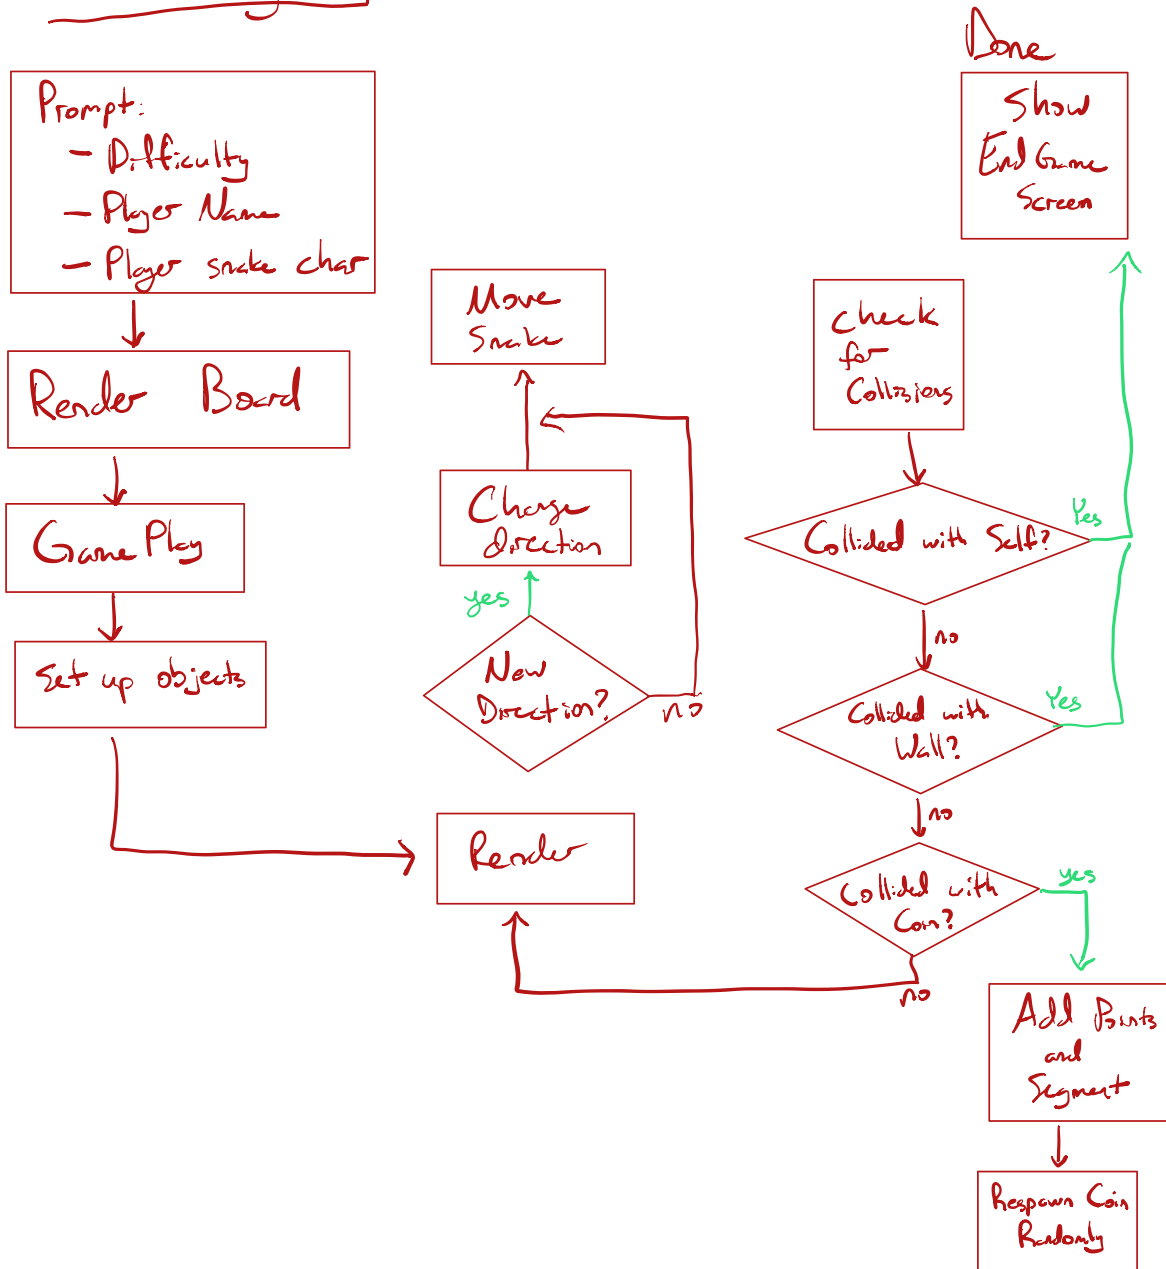 Prompt:
- Difficulty
- Player Name
- Player snake char
Render Board
Game Play
Set up objects
Move
Snake
Change
direction
yes
New
Direction?
no
Render
Done
Show
End Game
Screen
Check
for
Collisions
Collided with Self?
Yes
no
Collided with
Wall?
Yes
no
Collided with
Coin?
yes
no
Add Points
and
Segment
Respawn Coin
Randomly